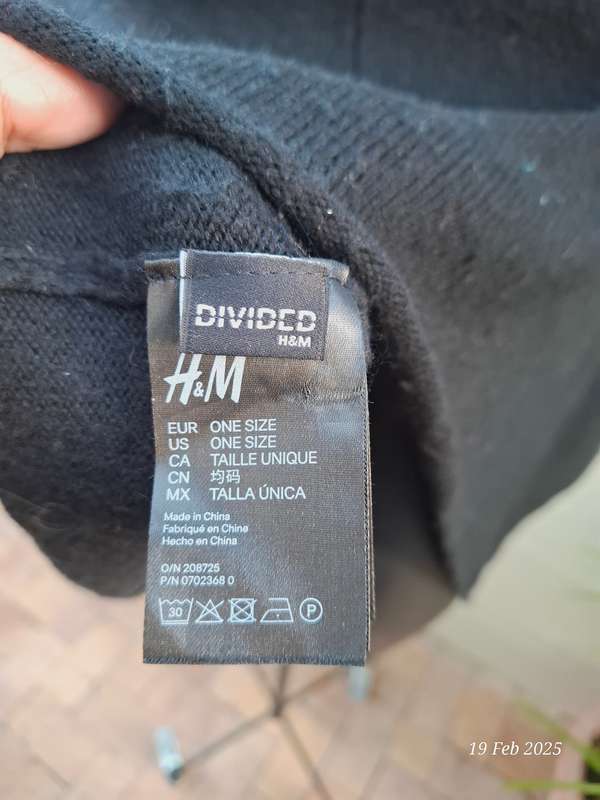 DIVIDED
H&M
H&M
EUR ONE SIZE
US ONE SIZE
CA TAILLE UNIQUE
CN 均码
MX TALLA ÚNICA
Made in China
Fabriqué en Chine
Hecho en China
O/N 208725
P/N 0702368 0
30 P
19 Feb 2025